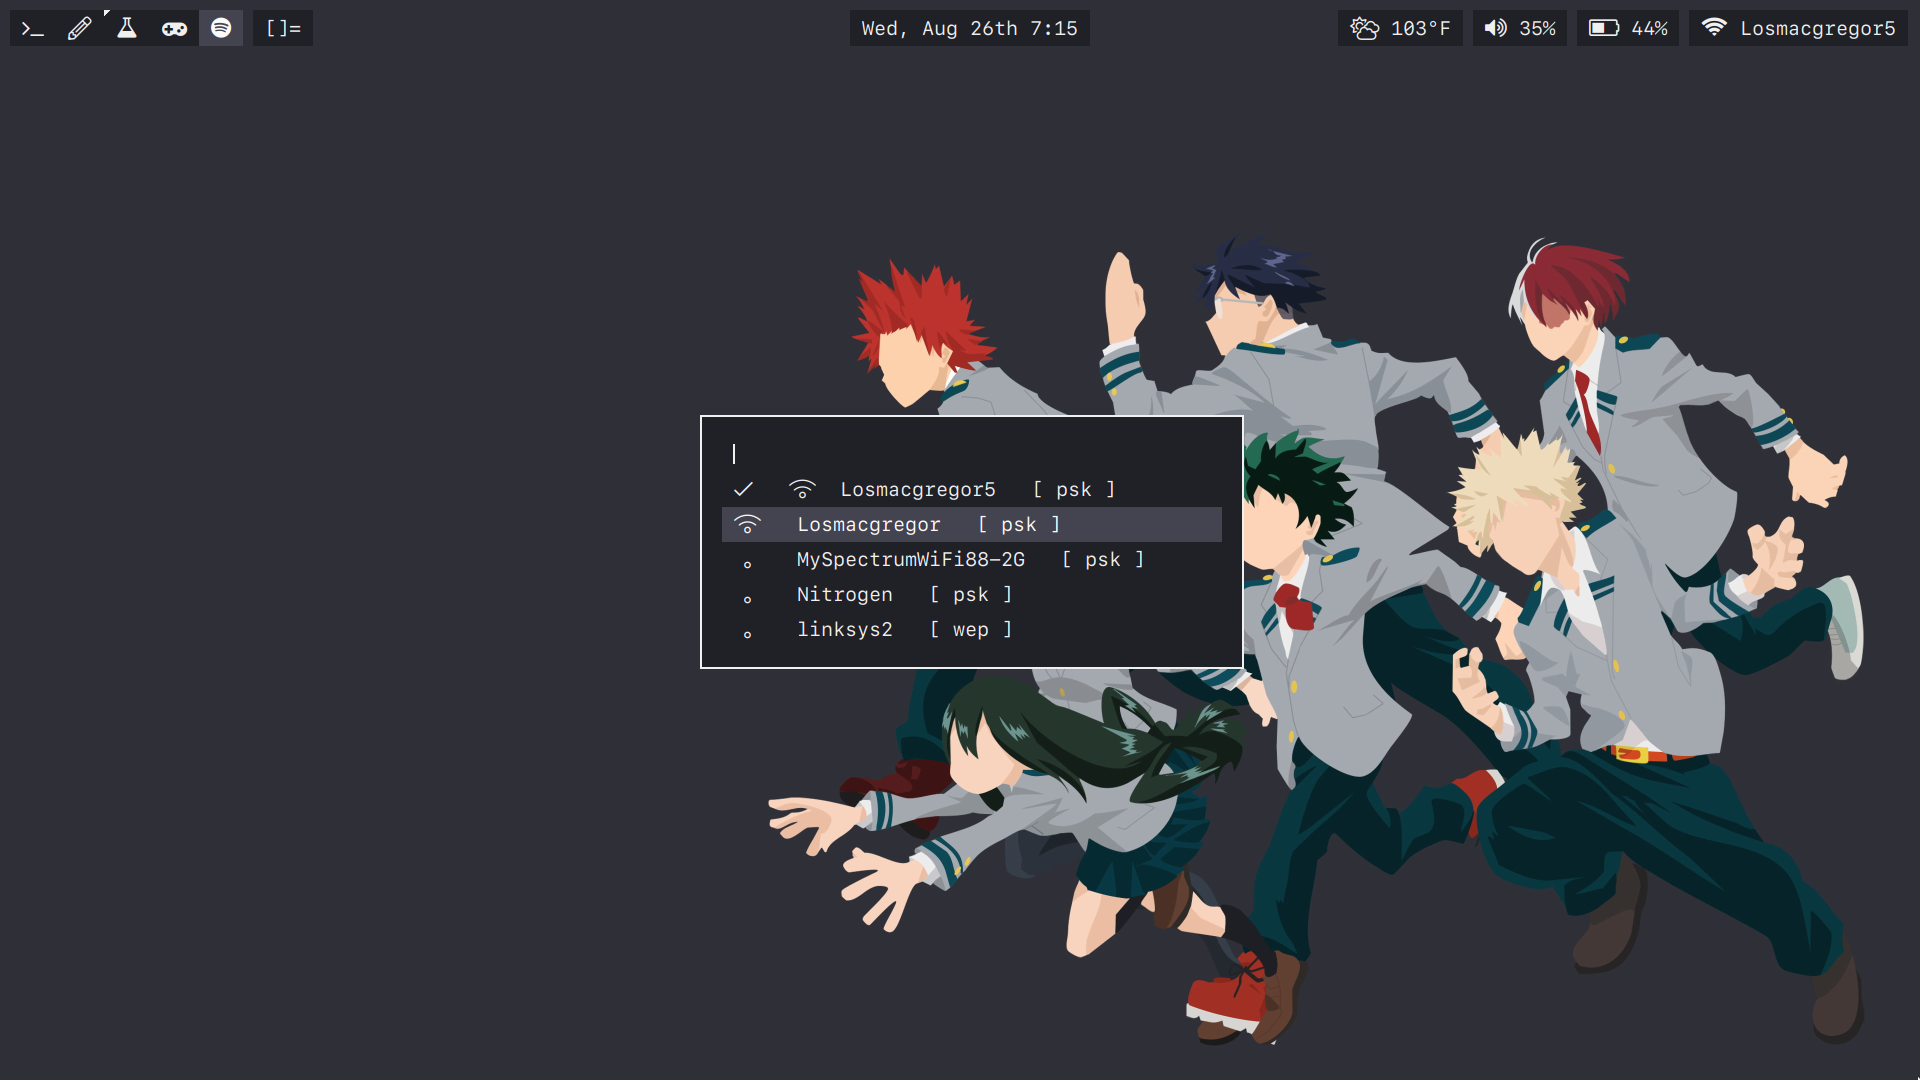 >_ []= Wed, Aug 26th 7:15 103°F 35% 44% Losmacgregor5
Losmacgregor5 [ psk ]
Losmacgregor [ psk ]
MySpectrumWiFi88-2G [ psk ]
Nitrogen [ psk ]
linksys2 [ wep ]